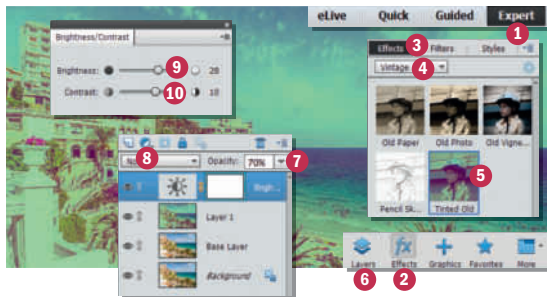 eLive Quick Guided Expert
1
Brightness/Contrast
Brightness: 9 20
Contrast: 10 10
3
Effects Filters Styles
Vintage 4
Old Paper Old Photo Old Vigne...
5
Pencil Sk... Tinted Old
8 Opacity: 70% 7
Brigh...
Layer 1
Base Layer
Background
Layers Effects Graphics Favorites More
6 2